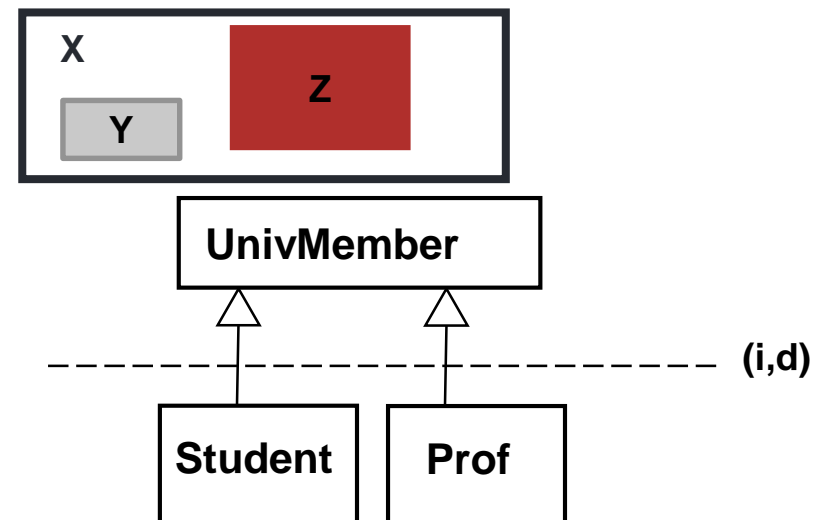 X
Z
Y
UnivMember
(i,d)
Student
Prof